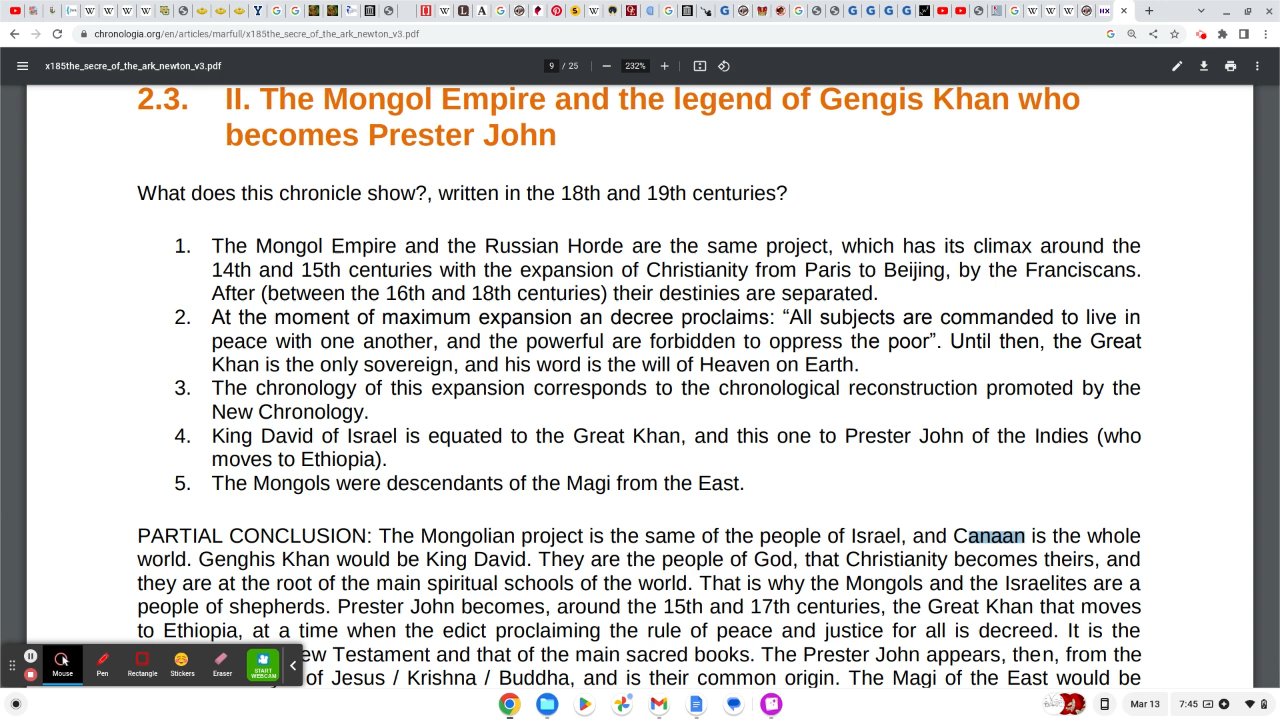 chronologia.org/en/articles/marfull/x185the_secre_of_the_ark_newton_v3.pdf
x185the_secre_of_the_ark_newton_v3.pdf 9 / 25 232%
2.3. II. The Mongol Empire and the legend of Gengis Khan who
becomes Prester John
What does this chronicle show?, written in the 18th and 19th centuries?
1. The Mongol Empire and the Russian Horde are the same project, which has its climax around the
14th and 15th centuries with the expansion of Christianity from Paris to Beijing, by the Franciscans.
After (between the 16th and 18th centuries) their destinies are separated.
2. At the moment of maximum expansion an decree proclaims: “All subjects are commanded to live in
peace with one another, and the powerful are forbidden to oppress the poor”. Until then, the Great
Khan is the only sovereign, and his word is the will of Heaven on Earth.
3. The chronology of this expansion corresponds to the chronological reconstruction promoted by the
New Chronology.
4. King David of Israel is equated to the Great Khan, and this one to Prester John of the Indies (who
moves to Ethiopia).
5. The Mongols were descendants of the Magi from the East.
PARTIAL CONCLUSION: The Mongolian project is the same of the people of Israel, and Canaan is the whole
world. Genghis Khan would be King David. They are the people of God, that Christianity becomes theirs, and
they are at the root of the main spiritual schools of the world. That is why the Mongols and the Israelites are a
people of shepherds. Prester John becomes, around the 15th and 17th centuries, the Great Khan that moves
to Ethiopia, at a time when the edict proclaiming the rule of peace and justice for all is decreed. It is the
ew Testament and that of the main sacred books. The Prester John appears, then, from the
of Jesus / Krishna / Buddha, and is their common origin. The Magi of the East would be
Mouse Pen Rectangle Stickers Eraser START WEBCAM
Mar 13 7:45